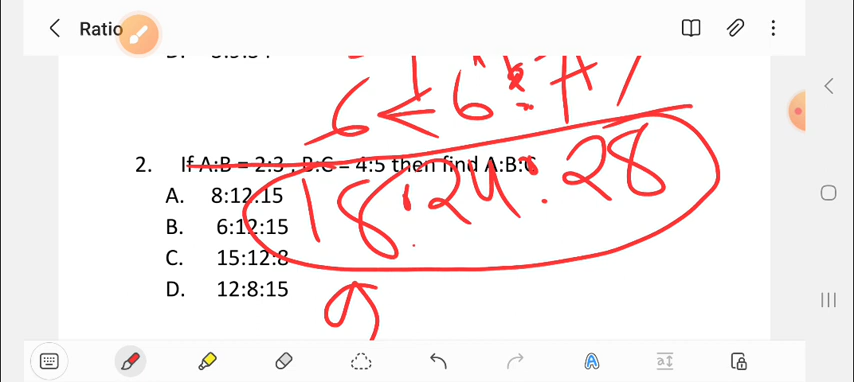 Ratio
6 < 6
2. If A:B = 2:3 , B:C = 4:5 then find A:B:C
18:24:28
A. 8:12:15
B. 6:12:15
C. 15:12:8
D. 12:8:15